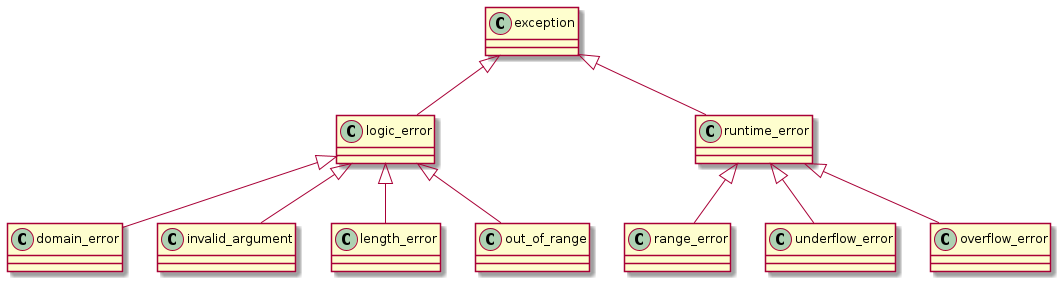 C exception
C logic_error
C runtime_error
C domain_error
C invalid_argument
C length_error
C out_of_range
C range_error
C underflow_error
C overflow_error